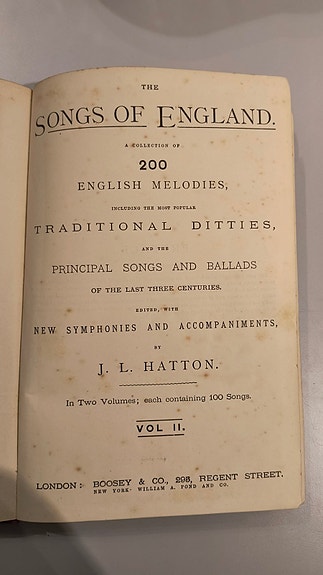 THE
SONGS OF ENGLAND.
A COLLECTION OF
200
ENGLISH MELODIES,
INCLUDING THE MOST POPULAR
TRADITIONAL DITTIES,
AND THE
PRINCIPAL SONGS AND BALLADS
OF THE LAST THREE CENTURIES.
EDITED, WITH
NEW SYMPHONIES AND ACCOMPANIMENTS,
BY
J. L. HATTON.
In Two Volumes; each containing 100 Songs.
VOL II.
LONDON: BOOSEY & CO., 295, REGENT STREET.
NEW YORK: WILLIAM A. POND AND CO.